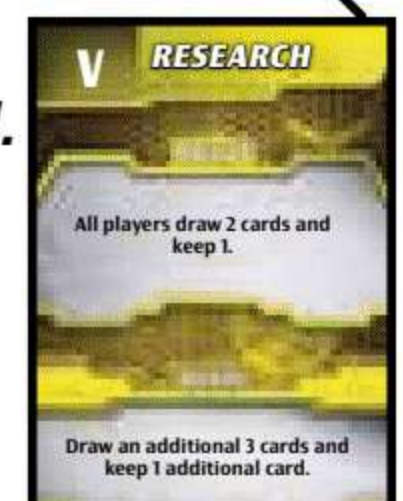 V RESEARCH
All players draw 2 cards and
keep 1.
Draw an additional 3 cards and
keep 1 additional card.